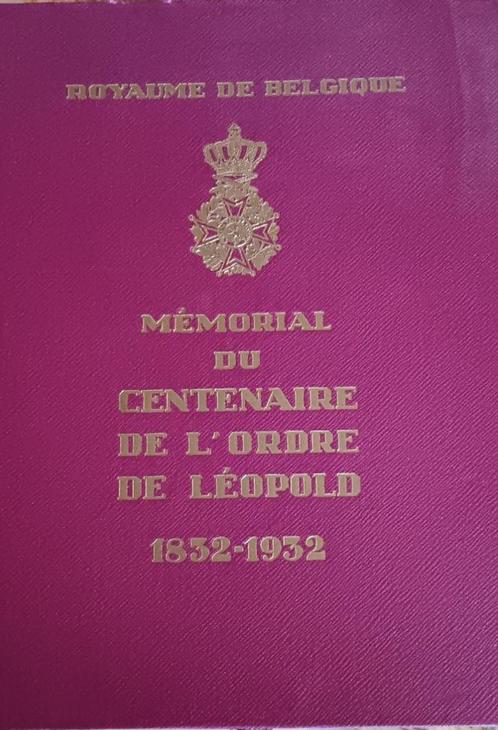 ROYAUME DE BELGIQUE
MÉMORIAL
DU
CENTENAIRE
DE L'ORDRE
DE LÉOPOLD
1832-1932